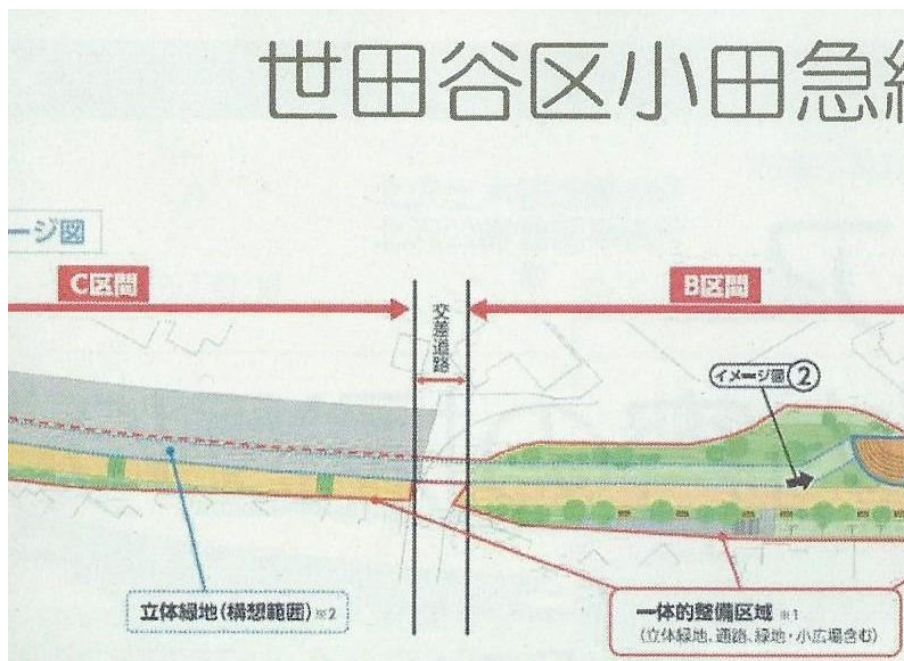 世田谷区小田急
ージ図
C区間
B区間
交差道路
イメージ図②
立体緑地(構想範囲)※2
一体的整備区域 ※1
(立体緑地、通路、緑地・小広場含む)